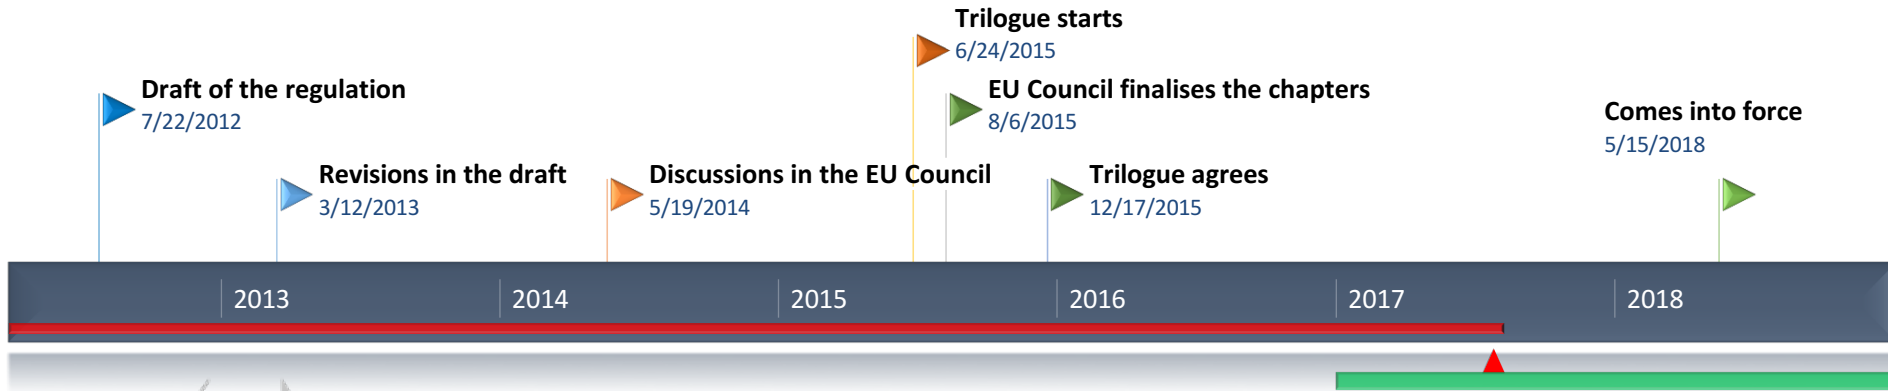 Trilogue starts
6/24/2015
Draft of the regulation
7/22/2012
EU Council finalises the chapters
8/6/2015
Comes into force
5/15/2018
Revisions in the draft
3/12/2013
Discussions in the EU Council
5/19/2014
Trilogue agrees
12/17/2015
2013 2014 2015 2016 2017 2018